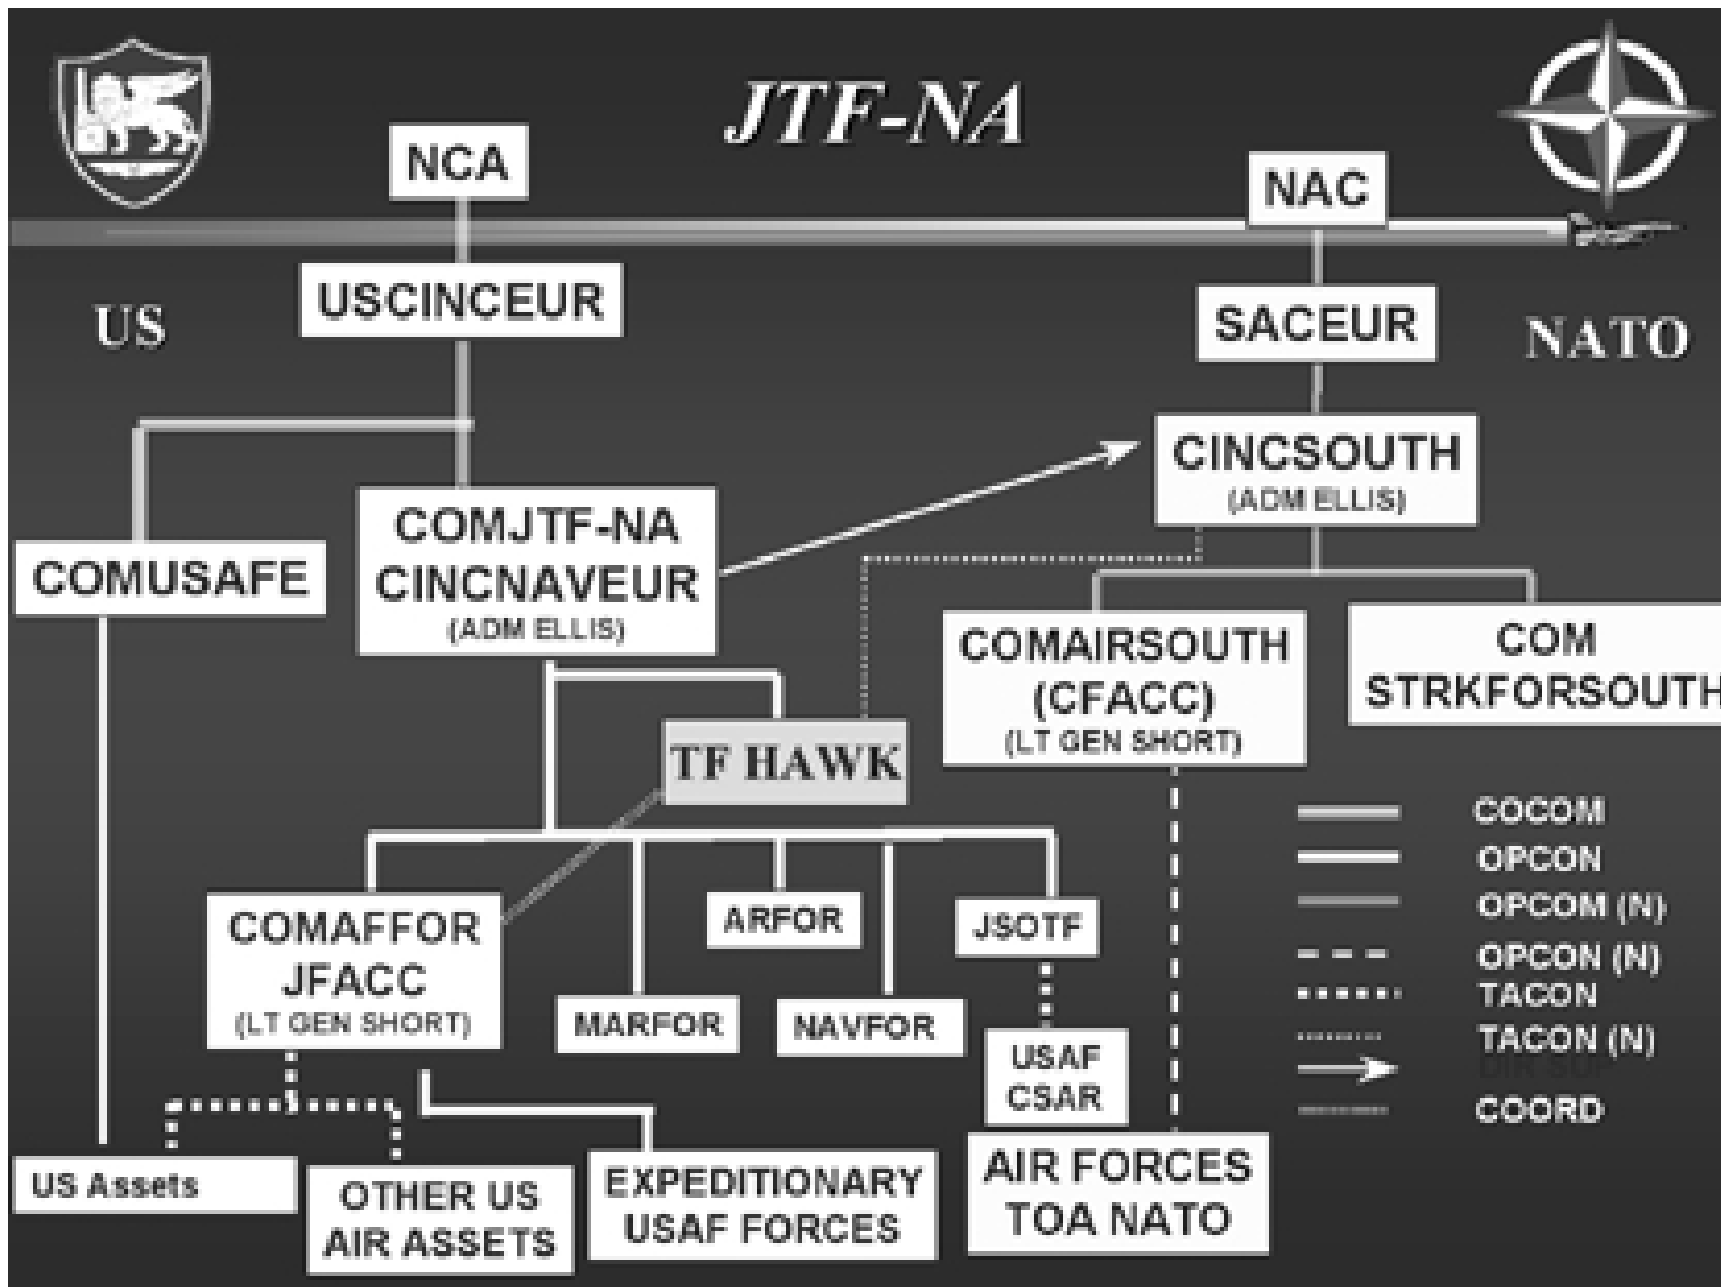 JTF-NA
NCA
NAC
USCINCEUR
US
SACEUR
NATO
CINCSOUTH
(ADM ELLIS)
COMJTF-NA
CINCNAVEUR
(ADM ELLIS)
COMUSAFE
COMAIRSOUTH
(CFACC)
(LT GEN SHORT)
COM
STRKFORSOUTH
TF HAWK
COMAFFOR
JFACC
(LT GEN SHORT)
ARFOR
JSOTF
MARFOR
NAVFOR
USAF
CSAR
US Assets
OTHER US
AIR ASSETS
EXPEDITIONARY
USAF FORCES
AIR FORCES
TOA NATO
COCOM
OPCON
OPCOM (N)
OPCON (N)
TACON
TACON (N)
DIR SUP
COORD